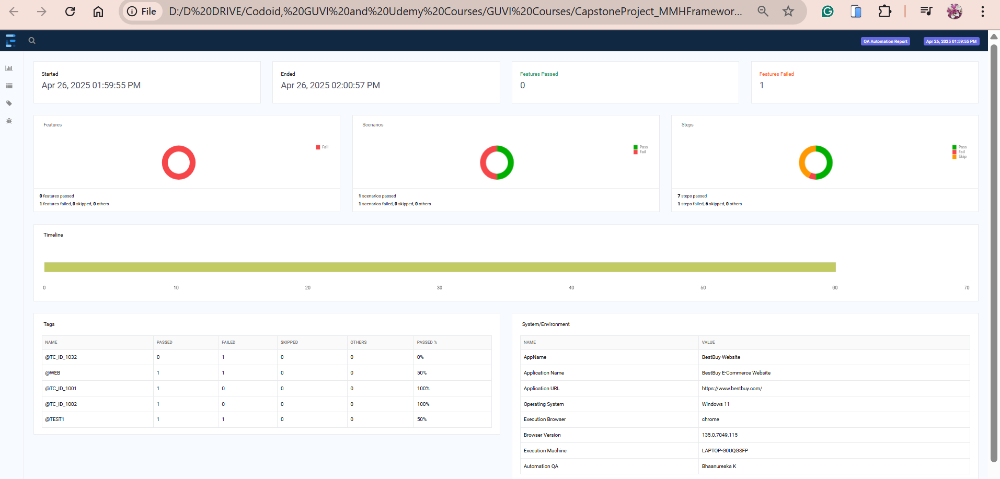 File D:/D%20DRIVE/Codoid,%20GUVI%20and%20Udemy%20Courses/GUVI%20Courses/CapstoneProject_MMHFramewor...
QA Automation Report Apr 26, 2025 01:59:55 PM
Started
Apr 26, 2025 01:59:55 PM
Ended
Apr 26, 2025 02:00:57 PM
Features Passed
0
Features Failed
1
Features
Fail
0 features passed
1 features failed, 0 skipped, 0 others
Scenarios
Pass
Fail
1 scenarios passed
1 scenarios failed, 0 skipped, 0 others
Steps
Pass
Fail
Skip
7 steps passed
1 steps failed, 6 skipped, 0 others
Timeline
0 10 20 30 40 50 60 70
Tags
NAME PASSED FAILED SKIPPED OTHERS PASSED %
@TC_ID_1032 0 1 0 0 0%
@WEB 1 1 0 0 50%
@TC_ID_1001 1 0 0 0 100%
@TC_ID_1002 1 0 0 0 100%
@TEST1 1 1 0 0 50%
System/Environment
NAME VALUE
AppName BestBuy-Website
Application Name BestBuy E-Commerce Website
Application URL https://www.bestbuy.com/
Operating System Windows 11
Execution Browser chrome
Browser Version 135.0.7049.115
Execution Machine LAPTOP-G0UQGSFP
Automation QA Bhaanureaka K